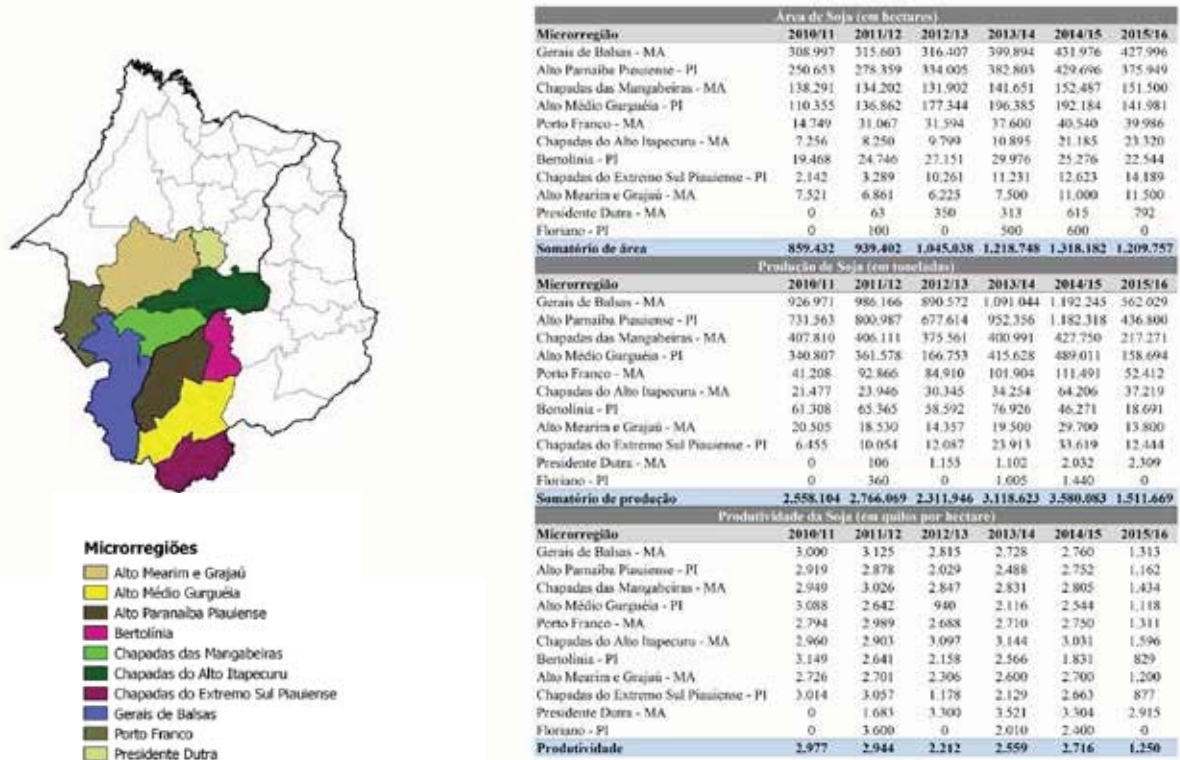 Microrregiões
Alto Mearim e Grajaú
Alto Médio Gurguéia
Alto Paranaíba Piauiense
Bertolínia
Chapadas das Mangabeiras
Chapadas do Alto Itapecuru
Chapadas do Extremo Sul Piauiense
Gerais de Balsas
Porto Franco
Presidente Dutra
Área de Soja (em hectares)
Microrregião 2010/11 2011/12 2012/13 2013/14 2014/15 2015/16
Gerais de Balsas - MA 308.997 315.603 316.407 399.894 431.976 427.996
Alto Parnaíba Piauiense - PI 250.653 278.359 334.005 382.803 429.696 375.949
Chapadas das Mangabeiras - MA 138.291 134.202 131.902 141.651 152.487 151.500
Alto Médio Gurguéia - PI 110.355 136.862 177.344 196.385 192.184 141.981
Porto Franco - MA 14.749 31.067 31.594 37.600 40.540 39.986
Chapadas do Alto Itapecuru - MA 7.256 8.250 9.799 10.895 21.185 23.320
Bertolínia - PI 19.468 24.746 27.151 29.976 25.276 22.544
Chapadas do Extremo Sul Piauiense - PI 2.142 3.289 10.261 11.231 12.623 14.189
Alto Mearim e Grajaú - MA 7.521 6.861 6.225 7.500 11.000 11.500
Presidente Dutra - MA 0 63 350 313 615 792
Floriano - PI 0 100 0 500 600 0
Somatório de área 859.432 939.402 1.045.038 1.218.748 1.318.182 1.209.757
Produção de Soja (em toneladas)
Microrregião 2010/11 2011/12 2012/13 2013/14 2014/15 2015/16
Gerais de Balsas - MA 926.971 986.166 890.572 1.091.044 1.192.245 562.029
Alto Parnaíba Piauiense - PI 731.563 800.987 677.614 952.356 1.182.318 436.800
Chapadas das Mangabeiras - MA 407.810 406.111 375.561 400.991 427.750 217.271
Alto Médio Gurguéia - PI 340.807 361.578 166.753 415.628 489.011 158.694
Porto Franco - MA 41.208 92.866 84.910 101.904 111.491 52.412
Chapadas do Alto Itapecuru - MA 21.477 23.946 30.345 34.254 64.206 37.219
Bertolínia - PI 61.308 65.365 58.592 76.926 46.271 18.691
Alto Mearim e Grajaú - MA 20.505 18.530 14.357 19.500 29.700 13.800
Chapadas do Extremo Sul Piauiense - PI 6.455 10.054 12.087 23.913 33.619 12.444
Presidente Dutra - MA 0 106 1.155 1.102 2.032 2.309
Floriano - PI 0 360 0 1.005 1.440 0
Somatório de produção 2.558.104 2.766.069 2.311.946 3.118.623 3.580.083 1.511.669
Produtividade da Soja (em quilos por hectare)
Microrregião 2010/11 2011/12 2012/13 2013/14 2014/15 2015/16
Gerais de Balsas - MA 3.000 3.125 2.815 2.728 2.760 1.313
Alto Parnaíba Piauiense - PI 2.919 2.878 2.029 2.488 2.752 1.162
Chapadas das Mangabeiras - MA 2.949 3.026 2.847 2.831 2.805 1.434
Alto Médio Gurguéia - PI 3.088 2.642 940 2.116 2.544 1.118
Porto Franco - MA 2.794 2.989 2.688 2.710 2.750 1.311
Chapadas do Alto Itapecuru - MA 2.960 2.903 3.097 3.144 3.031 1.596
Bertolínia - PI 3.149 2.641 2.158 2.566 1.831 829
Alto Mearim e Grajaú - MA 2.726 2.701 2.306 2.600 2.700 1.200
Chapadas do Extremo Sul Piauiense - PI 3.014 3.057 1.178 2.129 2.663 877
Presidente Dutra - MA 0 1.683 3.300 3.521 3.304 2.915
Floriano - PI 0 3.600 0 2.010 2.400 0
Produtividade 2.977 2.944 2.212 2.559 2.716 1.250